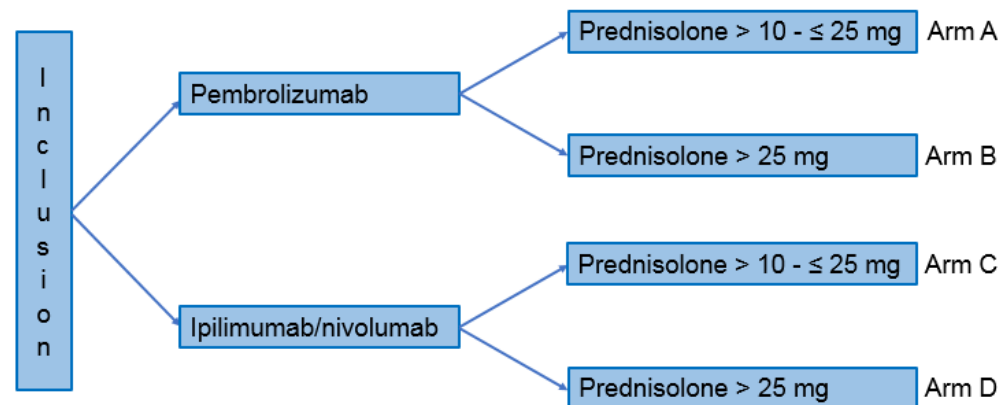 Inclusion
Pembrolizumab
Prednisolone > 10 - ≤ 25 mg Arm A
Prednisolone > 25 mg Arm B
Ipilimumab/nivolumab
Prednisolone > 10 - ≤ 25 mg Arm C
Prednisolone > 25 mg Arm D